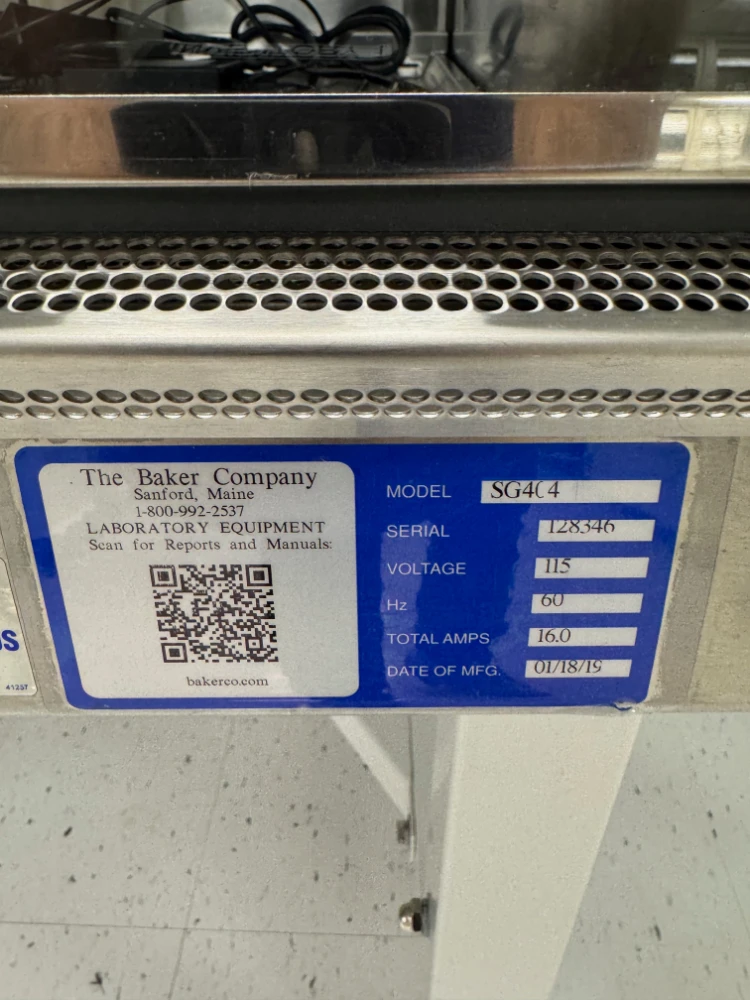 The Baker Company
Sanford, Maine
1-800-992-2537
LABORATORY EQUIPMENT
Scan for Reports and Manuals:
bakerco.com
MODEL SG404
SERIAL 128346
VOLTAGE 115
Hz 60
TOTAL AMPS 16.0
DATE OF MFG. 01/18/19
41237